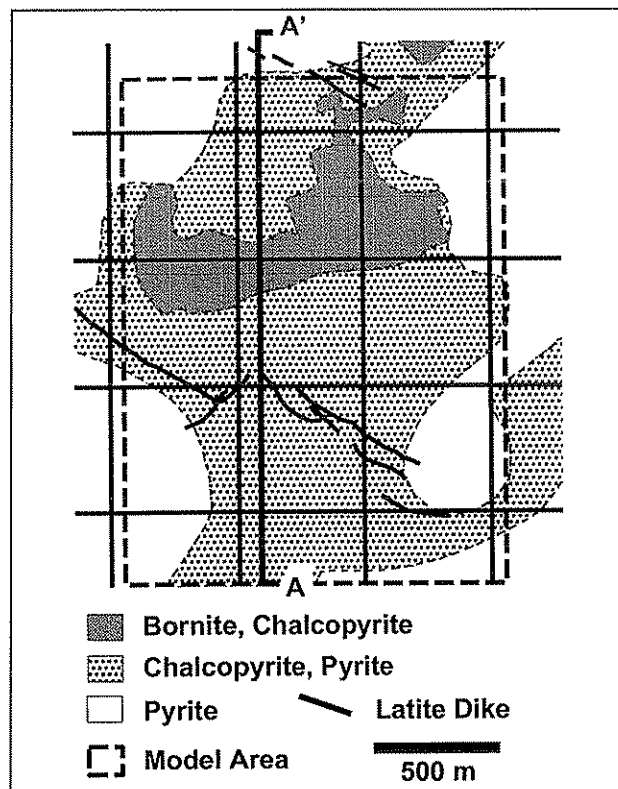 A'
A
Bornite, Chalcopyrite
Chalcopyrite, Pyrite
Pyrite
Latite Dike
Model Area
500 m